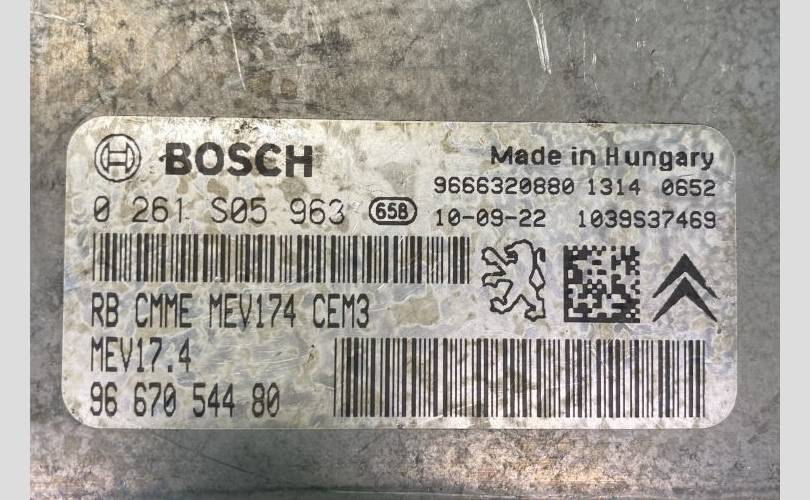 BOSCH
Made in Hungary
9666320880 1314 0652
0 261 S05 963 658
10-09-22 1039S37469
RB CMME MEV174 CEM3
MEV17.4
96 670 544 80